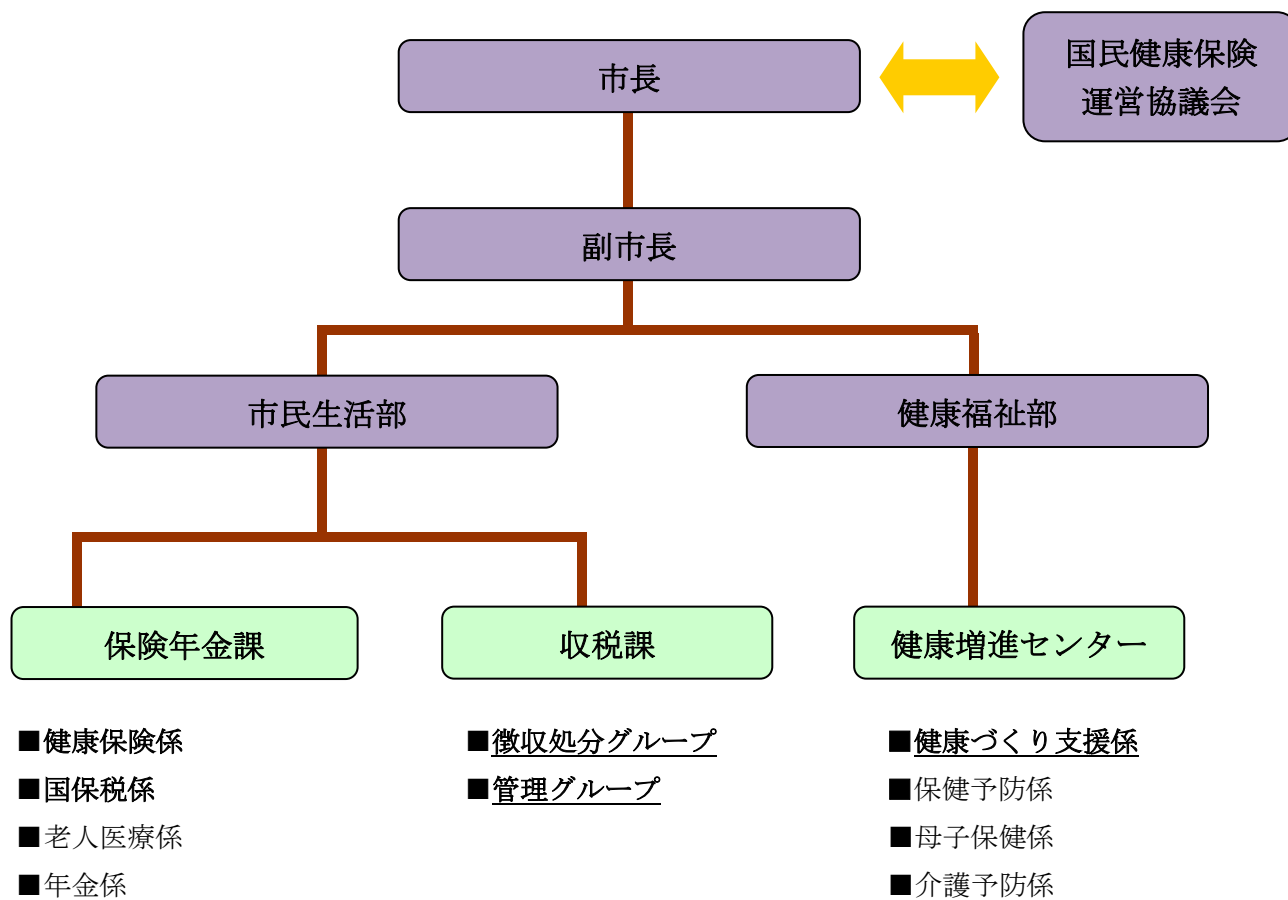 市長
国民健康保険
運営協議会
副市長
市民生活部
健康福祉部
保険年金課
収税課
健康増進センター
■健康保険係
■国保税係
■老人医療係
■年金係
■徴収処分グループ
■管理グループ
■健康づくり支援係
■保健予防係
■母子保健係
■介護予防係